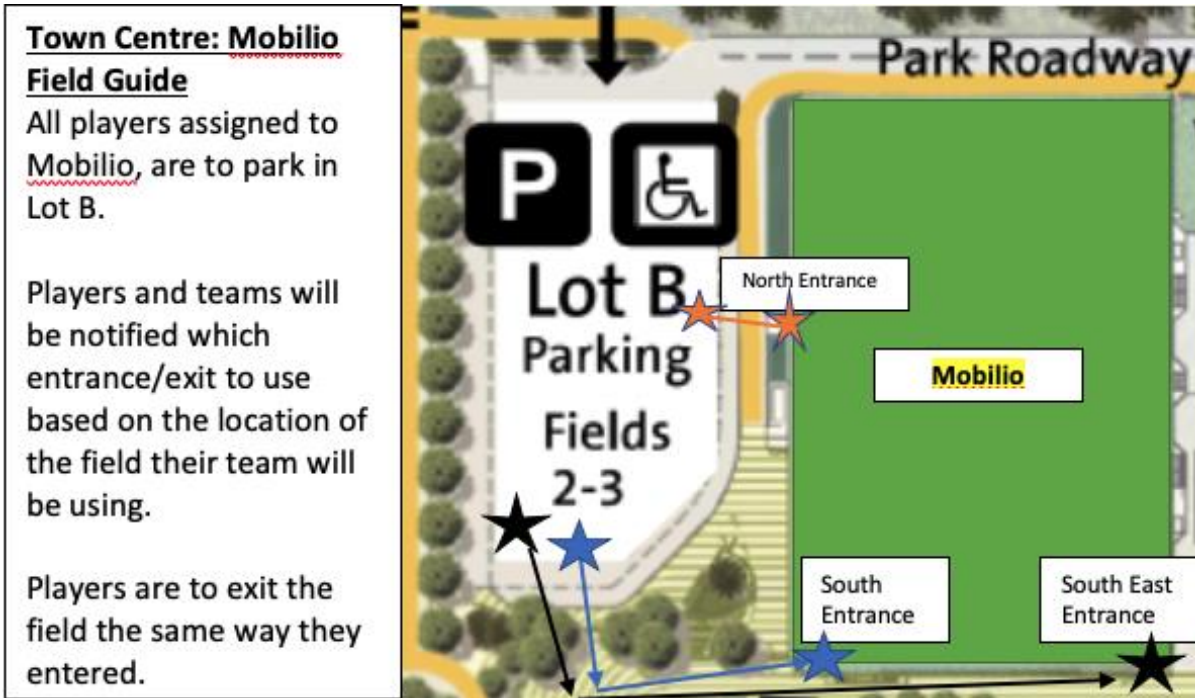 Town Centre: Mobilio
Field Guide
All players assigned to
Mobilio, are to park in
Lot B.
Players and teams will
be notified which
entrance/exit to use
based on the location of
the field their team will
be using.
Players are to exit the
field the same way they
entered.
Park Roadway
P
Lot B
Parking
Fields
2-3
North Entrance
Mobilio
South
Entrance
South East
Entrance